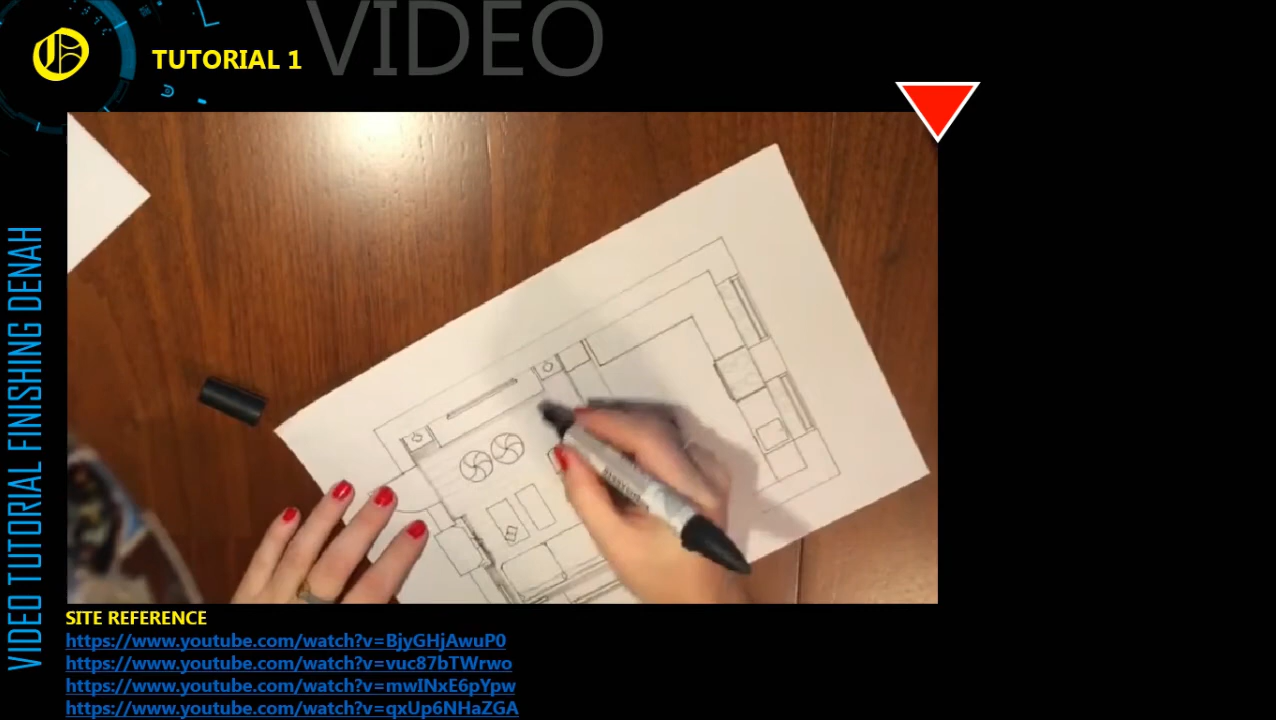 VIDEO
TUTORIAL 1
VIDEO TUTORIAL FINISHING DENAH
SITE REFERENCE
https://www.youtube.com/watch?v=BjyGHjAwuP0
https://www.youtube.com/watch?v=vuc87bTWrwo
https://www.youtube.com/watch?v=mwINxE6pYpw
https://www.youtube.com/watch?v=qxUp6NHaZGA